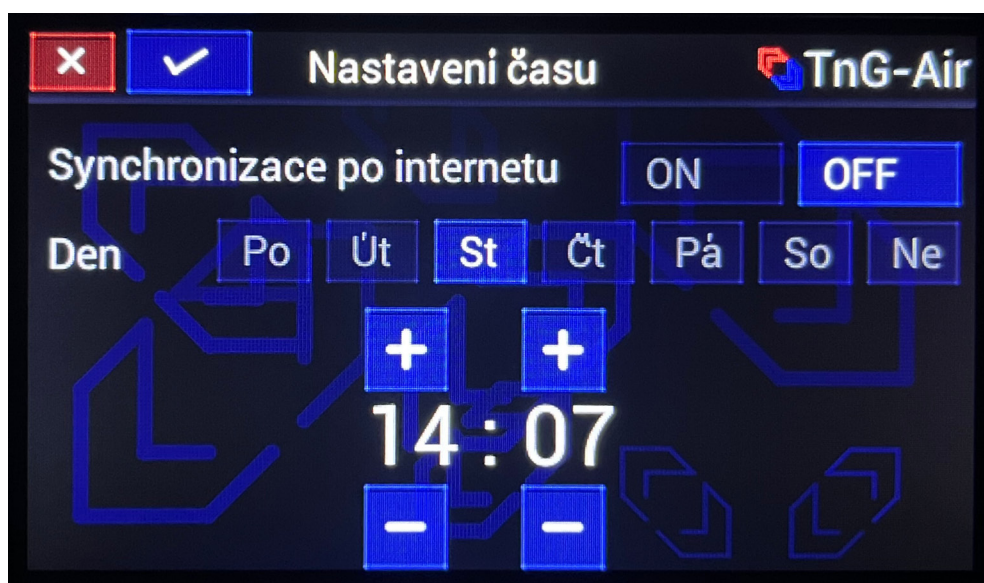 Nastavení času TnG-Air
Synchronizace po internetu ON OFF
Den Po Út St Čt Pá So Ne
+ +
14 : 07
- -